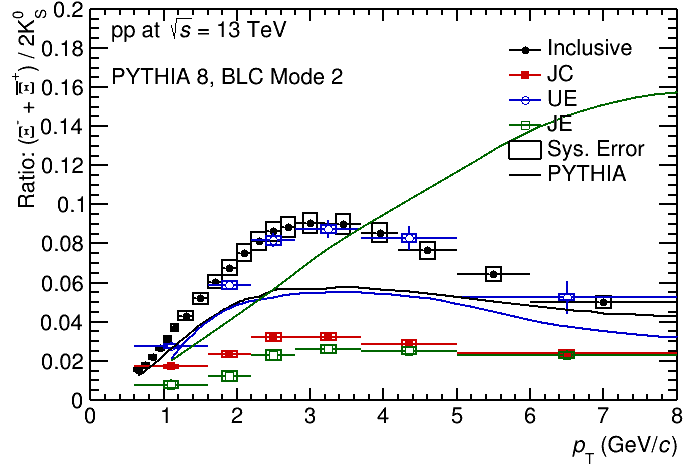 Ratio: (Ξ⁻ + Ξ̅⁺) / 2K⁰_S
pp at √s = 13 TeV
PYTHIA 8, BLC Mode 2
Inclusive
JC
UE
JE
Sys. Error
PYTHIA
0.2
0.18
0.16
0.14
0.12
0.1
0.08
0.06
0.04
0.02
0
0 1 2 3 4 5 6 7 8
p_T (GeV/c)